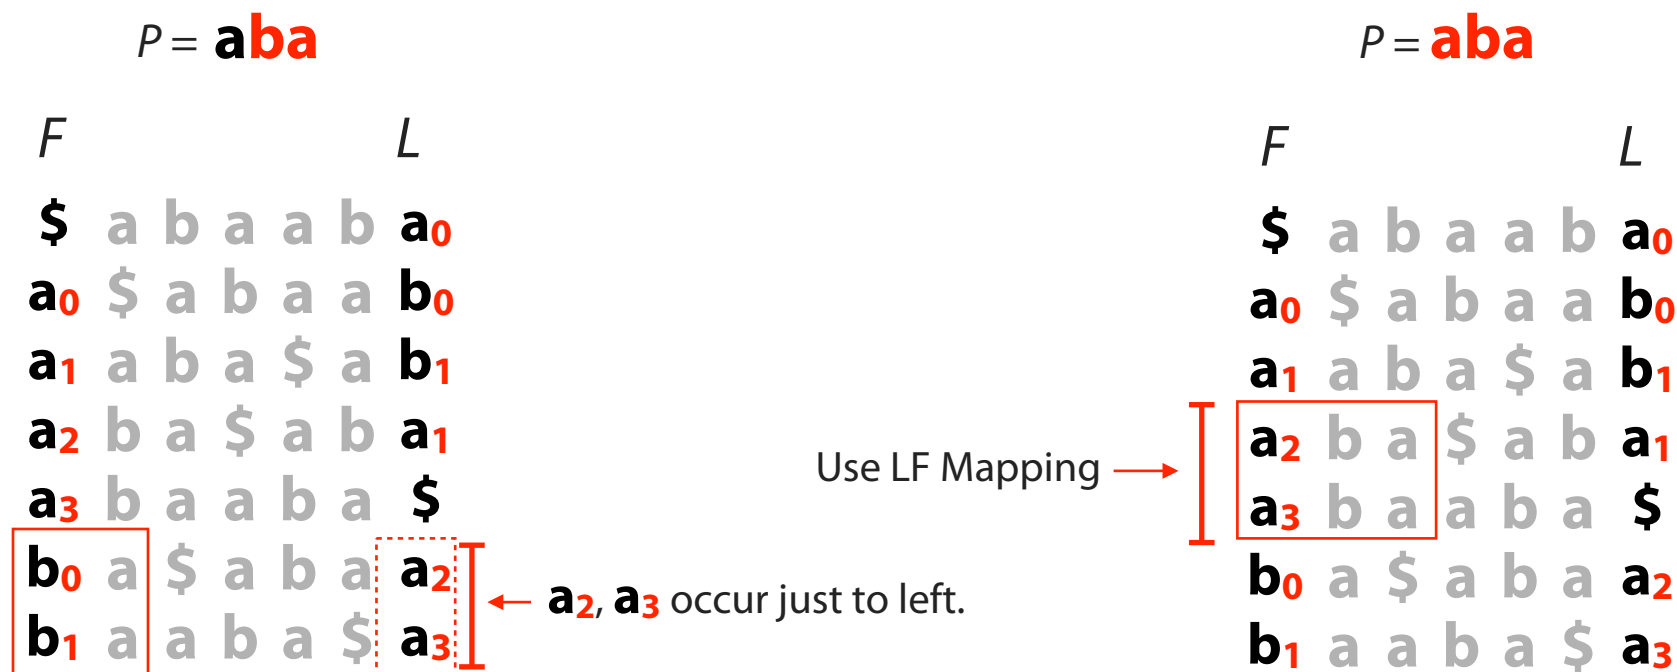 P = aba
F L
$ a b a a b a0
a0 $ a b a a b0
a1 a b a $ a b1
a2 b a $ a b a1
a3 b a a b a $
b0 a $ a b a a2
b1 a a b a $ a3
a2, a3 occur just to left.
P = aba
F L
$ a b a a b a0
a0 $ a b a a b0
a1 a b a $ a b1
a2 b a $ a b a1
a3 b a a b a $
b0 a $ a b a a2
b1 a a b a $ a3
Use LF Mapping